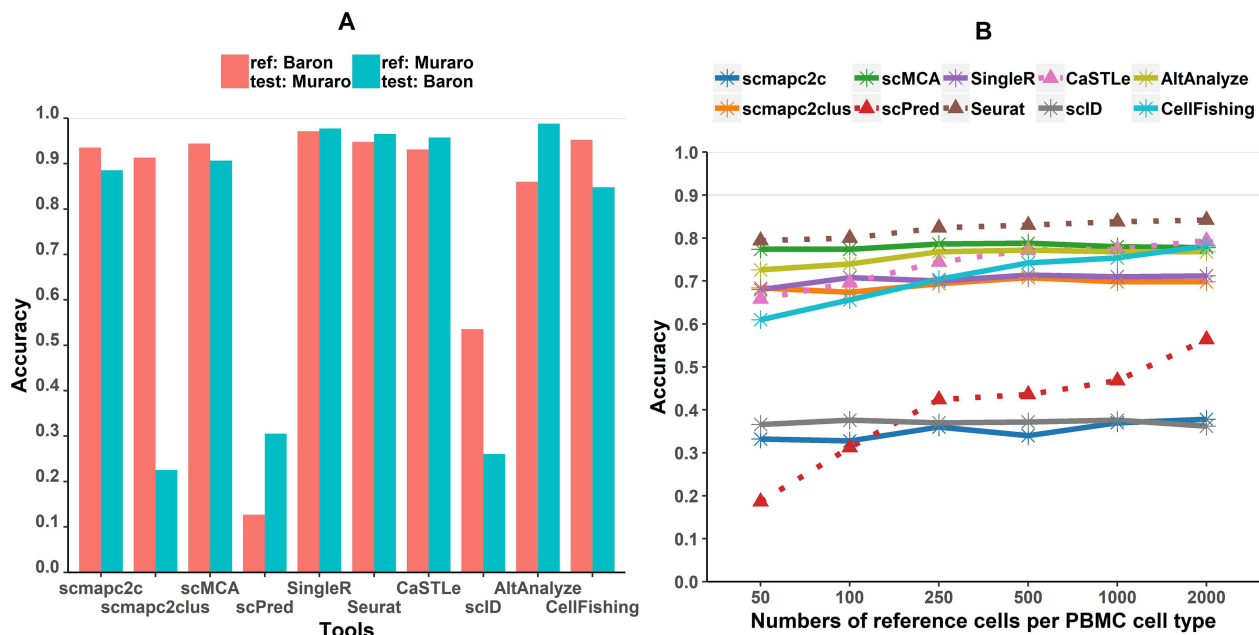 A
ref: Baron
test: Muraro
ref: Muraro
test: Baron
Accuracy
1.0
0.9
0.8
0.7
0.6
0.5
0.4
0.3
0.2
0.1
0.0
scmapc2c
scMCA
SingleR
CaSTLe
AltAnalyze
scmapc2clus
scPred
Seurat
scID
CellFishing
Tools
B
scmapc2c
scMCA
SingleR
CaSTLe
AltAnalyze
scmapc2clus
scPred
Seurat
scID
CellFishing
Accuracy
1.0
0.9
0.8
0.7
0.6
0.5
0.4
0.3
0.2
0.1
0.0
50 100 250 500 1000 2000
Numbers of reference cells per PBMC cell type